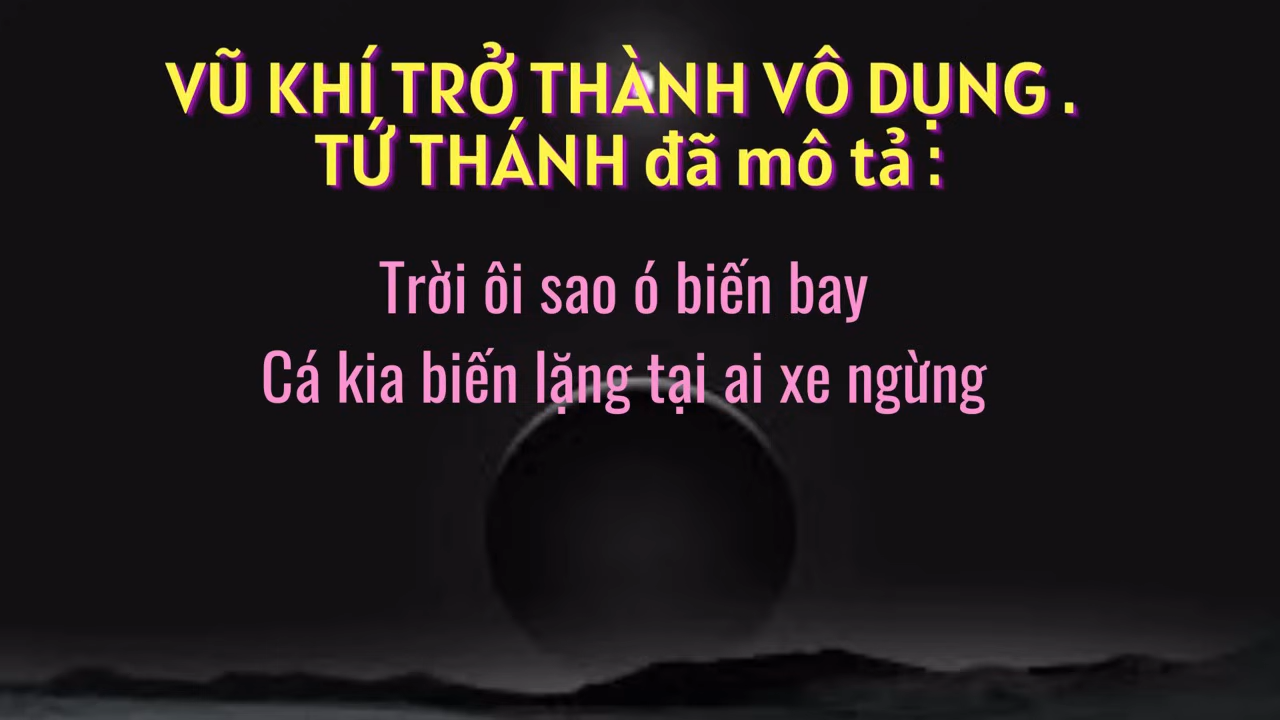 VŨ KHÍ TRỞ THÀNH VÔ DỤNG .
TỨ THÁNH đã mô tả :
Trời ôi sao ó biến bay
Cá kia biến lặng tại ai xe ngừng